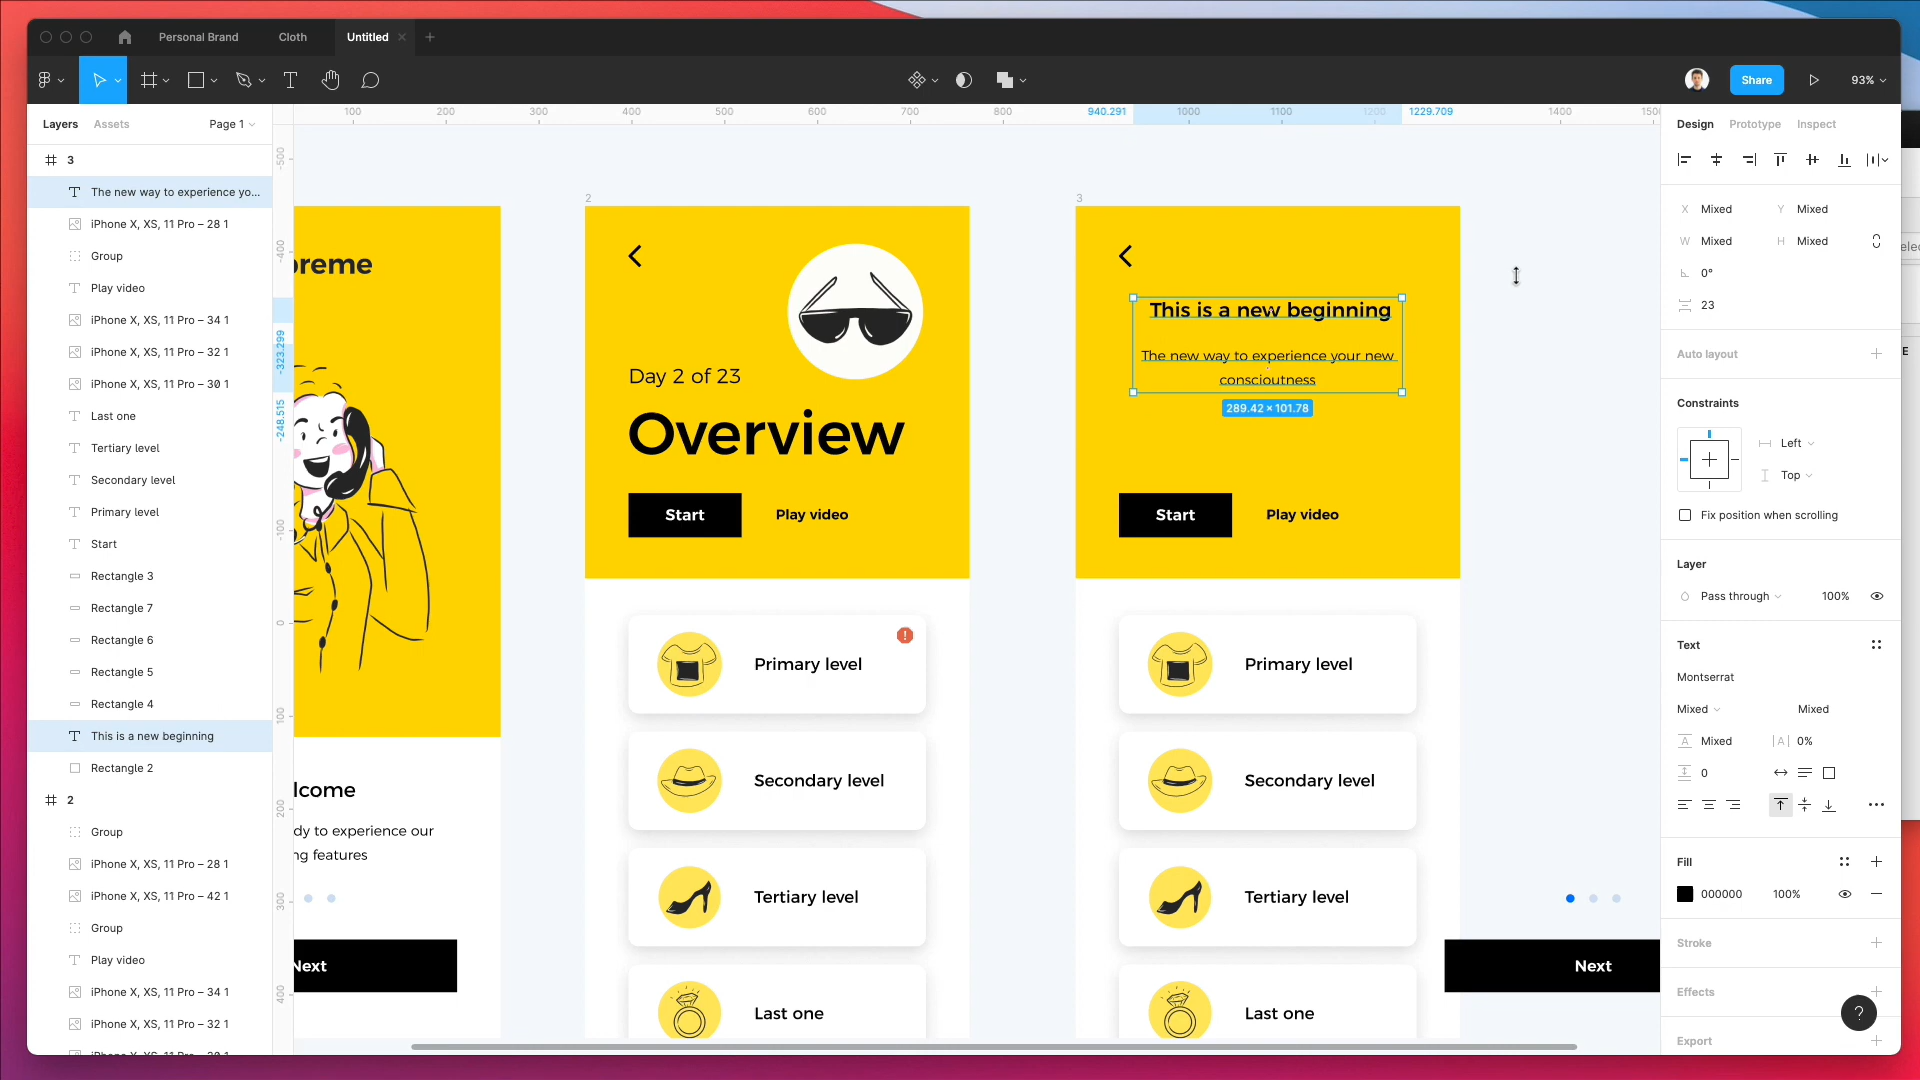 Personal Brand
Cloth
Untitled
Share
93%
Layers
Assets
Page 1
100
200
300
400
500
600
700
800
940.291
1000
1100
1200
1229.709
1400
Design
Prototype
Inspect
3
The new way to experience yo...
iPhone X, XS, 11 Pro – 28 1
Group
Play video
iPhone X, XS, 11 Pro – 34 1
iPhone X, XS, 11 Pro – 32 1
iPhone X, XS, 11 Pro – 30 1
Last one
Tertiary level
Secondary level
Primary level
Start
Rectangle 3
Rectangle 7
Rectangle 6
Rectangle 5
Rectangle 4
This is a new beginning
Rectangle 2
2
Group
iPhone X, XS, 11 Pro – 28 1
iPhone X, XS, 11 Pro – 42 1
Group
Play video
iPhone X, XS, 11 Pro – 34 1
iPhone X, XS, 11 Pro – 32 1
-500
-400
-323.299
-248.515
-100
0
100
200
300
400
preme
lcome
dy to experience our
ng features
Next
2
Day 2 of 23
Overview
Start
Play video
!
Primary level
Secondary level
Tertiary level
Last one
3
This is a new beginning
The new way to experience your new
conscioutness
289.42 × 101.78
Start
Play video
Primary level
Secondary level
Tertiary level
Last one
Next
X Mixed
Y Mixed
W Mixed
H Mixed
0°
23
Auto layout
Constraints
Left
Top
Fix position when scrolling
Layer
Pass through
100%
Text
Montserrat
Mixed
Mixed
A Mixed
|A| 0%
0
Fill
000000
100%
Stroke
Effects
Export
?